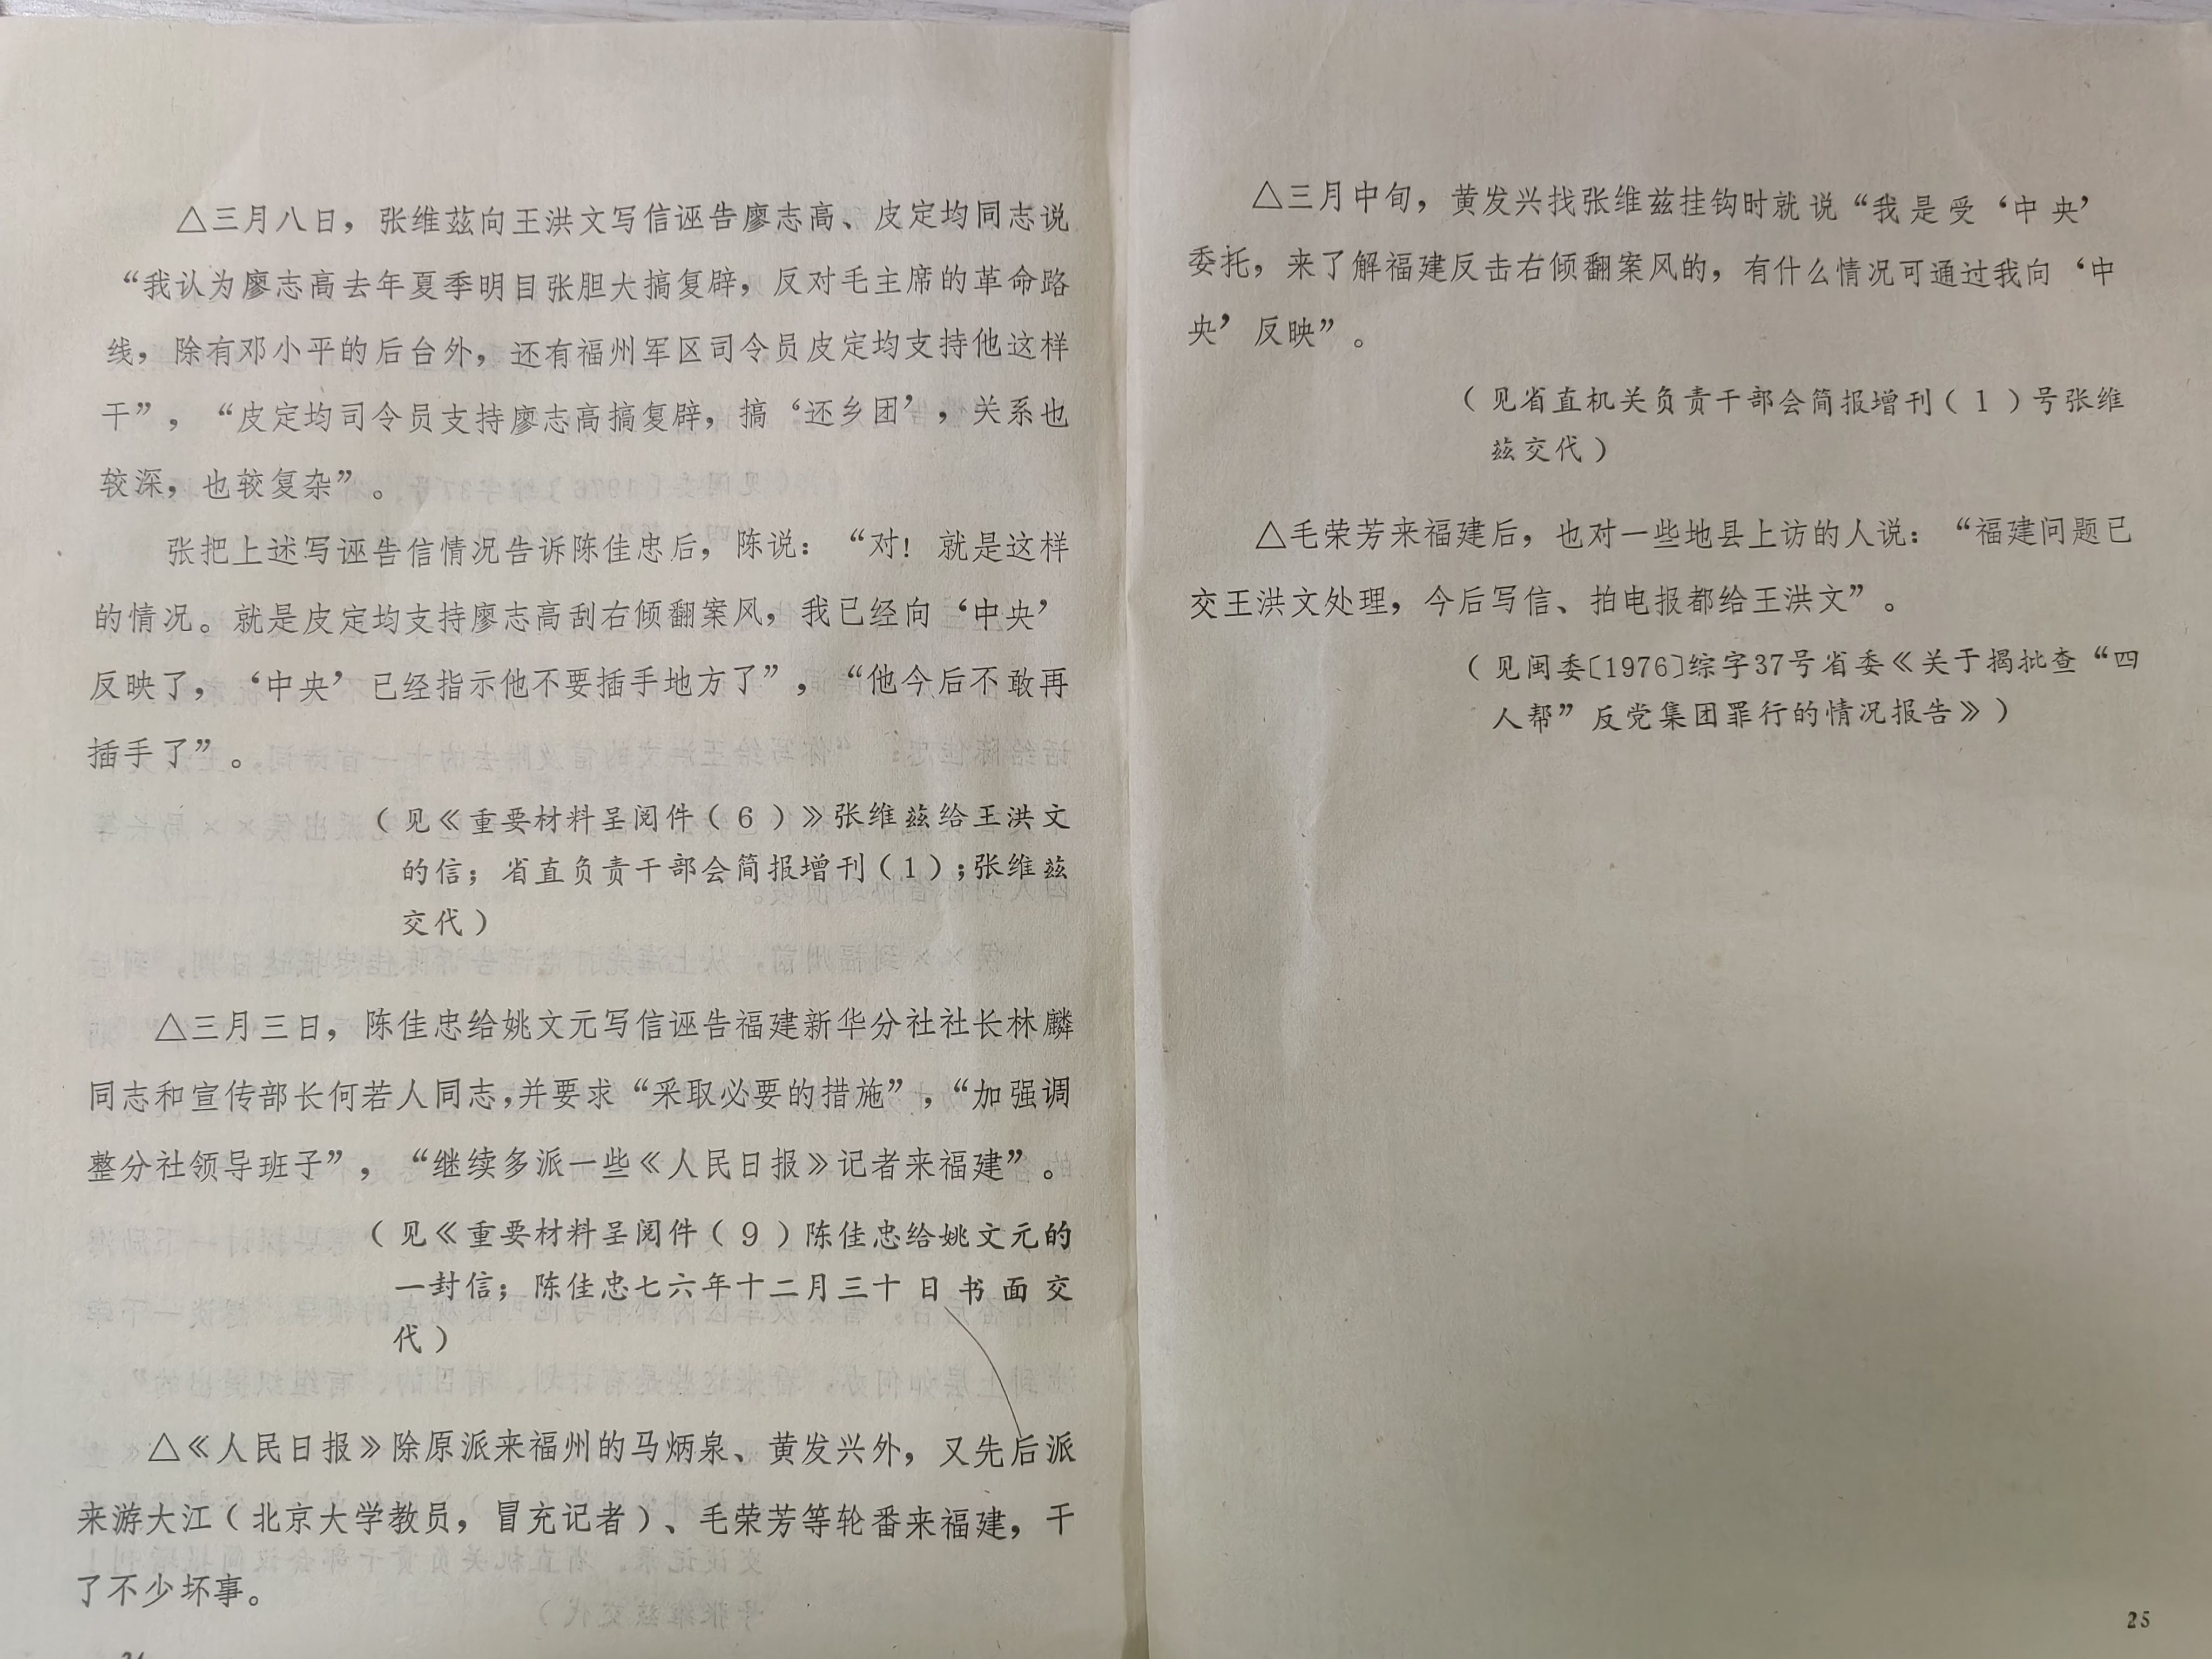 △三月八日，张维兹向王洪文写信诬告廖志高、皮定均同志说
“我认为廖志高去年夏季明目张胆大搞复辟，反对毛主席的革命路
线，除有邓小平的后台外，还有福州军区司令员皮定均支持他这样
干”，“皮定均司令员支持廖志高搞复辟，搞‘还乡团’，关系也
较深，也较复杂”。
张把上述写诬告信情况告诉陈佳忠后，陈说：“对！就是这样
的情况。就是皮定均支持廖志高刮右倾翻案风，我已经向‘中央’
反映了，‘中央’已经指示他不要插手地方了”，“他今后不敢再
插手了”。
（见《重要材料呈阅件（6）》张维兹给王洪文
的信；省直负责干部会简报增刊（1）；张维兹
交代）
△三月三日，陈佳忠给姚文元写信诬告福建新华分社社长林麟
同志和宣传部长何若人同志，并要求“采取必要的措施”，“加强调
整分社领导班子”，“继续多派一些《人民日报》记者来福建”。
（见《重要材料呈阅件（9）陈佳忠给姚文元的
一封信；陈佳忠七六年十二月三十日书面交
代）
△《人民日报》除原派来福州的马炳泉、黄发兴外，又先后派
来游大江（北京大学教员，冒充记者）、毛荣芳等轮番来福建，干
了不少坏事。
△三月中旬，黄发兴找张维兹挂钩时就说“我是受‘中央’
委托，来了解福建反击右倾翻案风的，有什么情况可通过我向‘中
央’反映”。
（见省直机关负责干部会简报增刊（1）号张维
兹交代）
△毛荣芳来福建后，也对一些地县上访的人说：“福建问题已
交王洪文处理，今后写信、拍电报都给王洪文”。
（见闽委〔1976〕综字37号省委《关于揭批查“四
人帮”反党集团罪行的情况报告》）
25